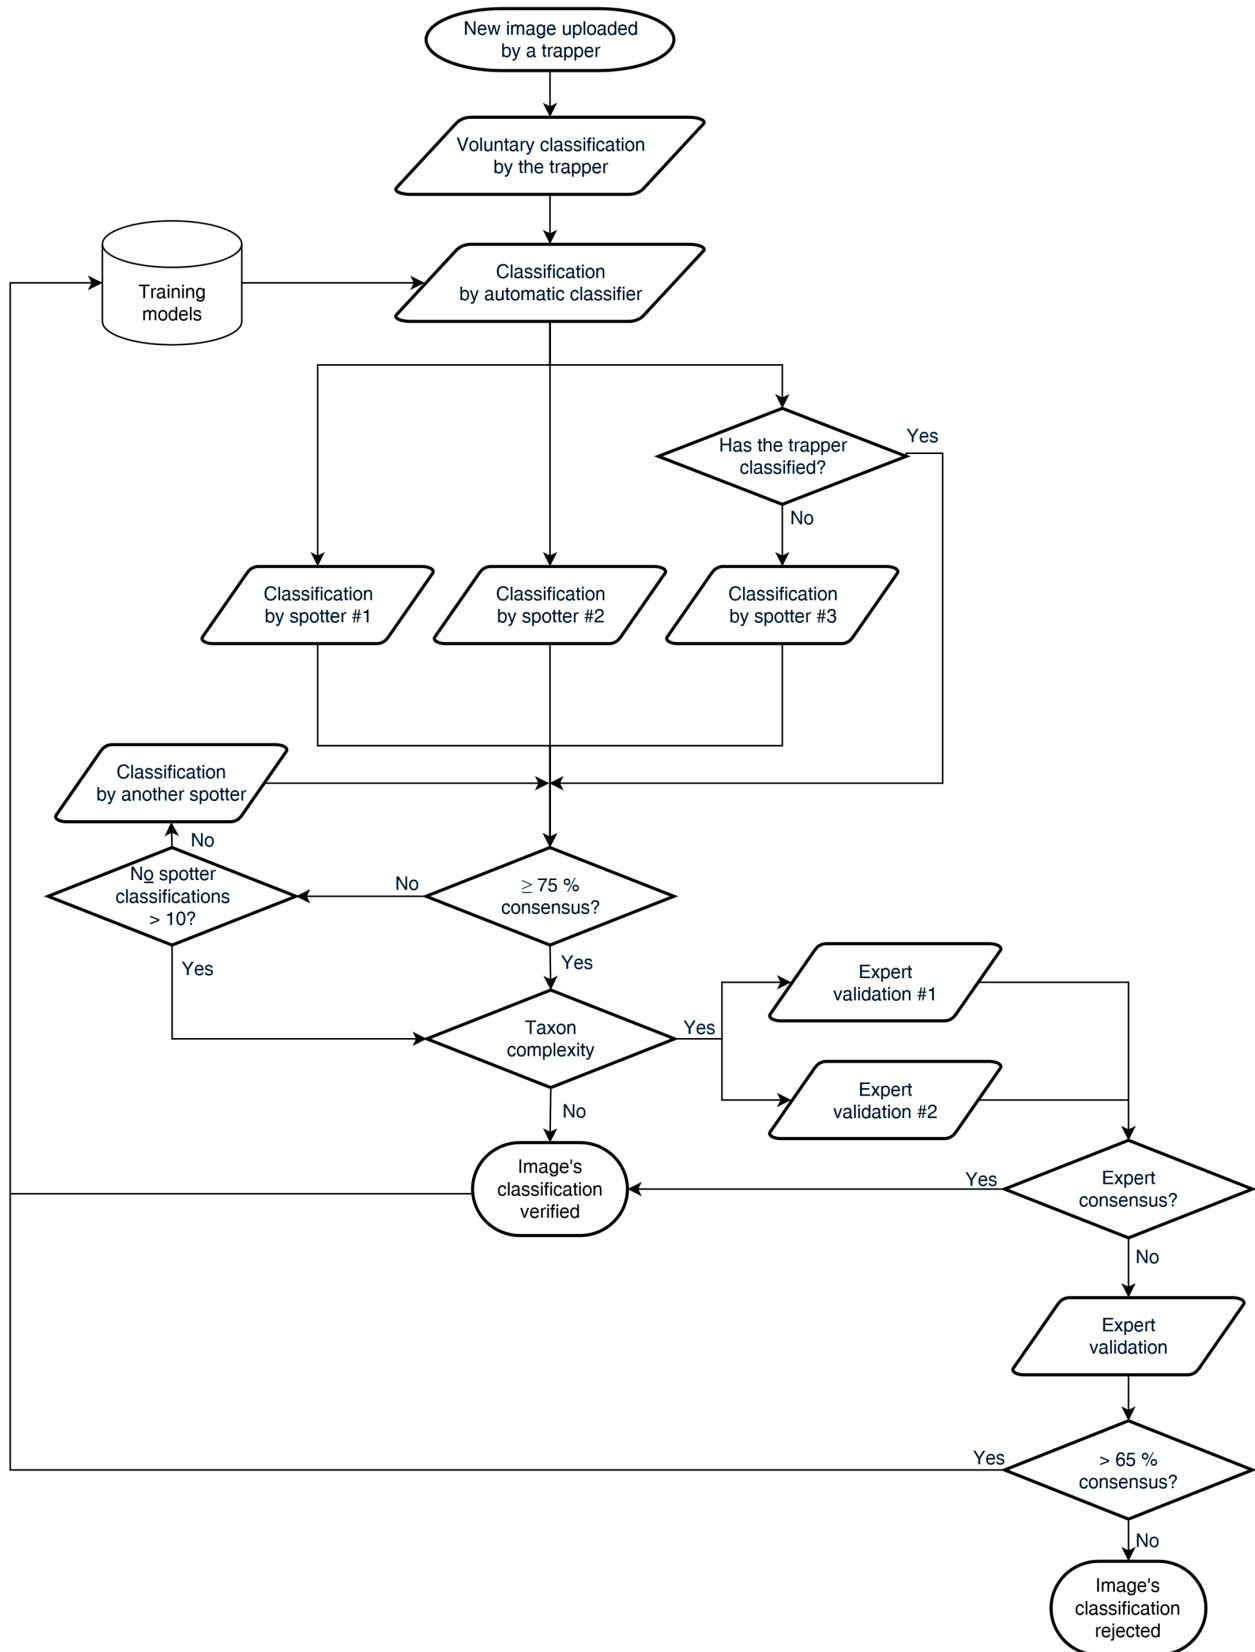 New image uploaded
by a trapper
Voluntary classification
by the trapper
Classification
by automatic classifier
Training
models
Has the trapper
classified?
Yes
No
Classification
by spotter #1
Classification
by spotter #2
Classification
by spotter #3
Classification
by another spotter
No
No spotter
classifications
> 10?
No
≥ 75 %
consensus?
Yes
Yes
Taxon
complexity
Yes
Expert
validation #1
Expert
validation #2
No
Image's
classification
verified
Yes
Expert
consensus?
No
Expert
validation
Yes
> 65 %
consensus?
No
Image's
classification
rejected